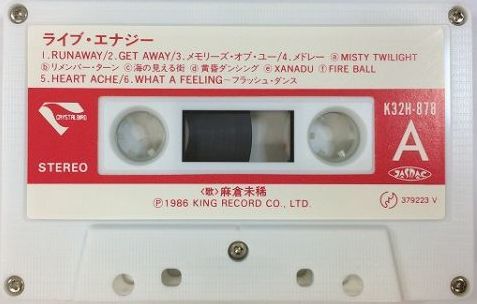 ライブ・エナジー
1.RUNAWAY/2.GET AWAY/3.メモリーズ・オブ・ユー/4.メドレー ⓐMISTY TWILIGHT
ⓑリメンバー・ターン ⓒ海の見える街 ⓓ黄昏ダンシング ⓔXANADU ⓕFIRE BALL
5.HEART ACHE/6.WHAT A FEELING−フラッシュ・ダンス
CRYSTALBIRD
K32H-878
A
STEREO
JASRAC
〈歌〉麻倉未稀
Ⓟ1986 KING RECORD CO., LTD.
379223 V